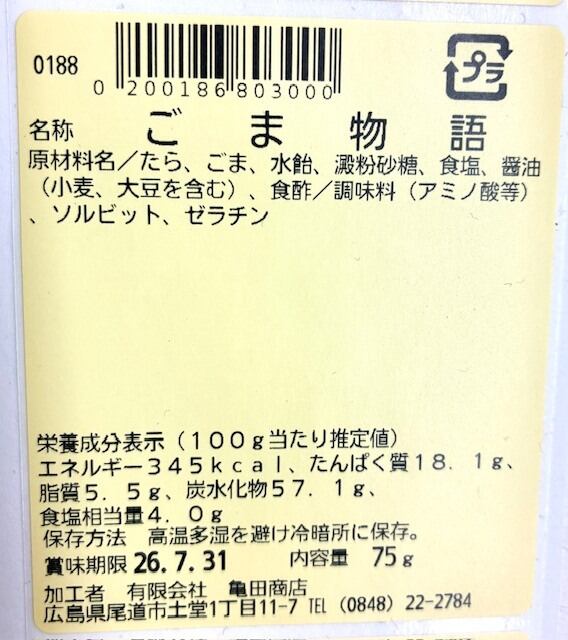 0188
0 200186 803000
プラ
名称 ごま物語
原材料名／たら、ごま、水飴、澱粉砂糖、食塩、醤油
（小麦、大豆を含む）、食酢／調味料（アミノ酸等）
、ソルビット、ゼラチン
栄養成分表示（１００ｇ当たり推定値）
エネルギー３４５ｋｃａｌ、たんぱく質１８．１ｇ、
脂質５．５ｇ、炭水化物５７．１ｇ、
食塩相当量４．０ｇ
保存方法 高温多湿を避け冷暗所に保存。
賞味期限 26.7.31 内容量 75g
加工者 有限会社 亀田商店
広島県尾道市土堂1丁目11-7 TEL（0848）22-2784